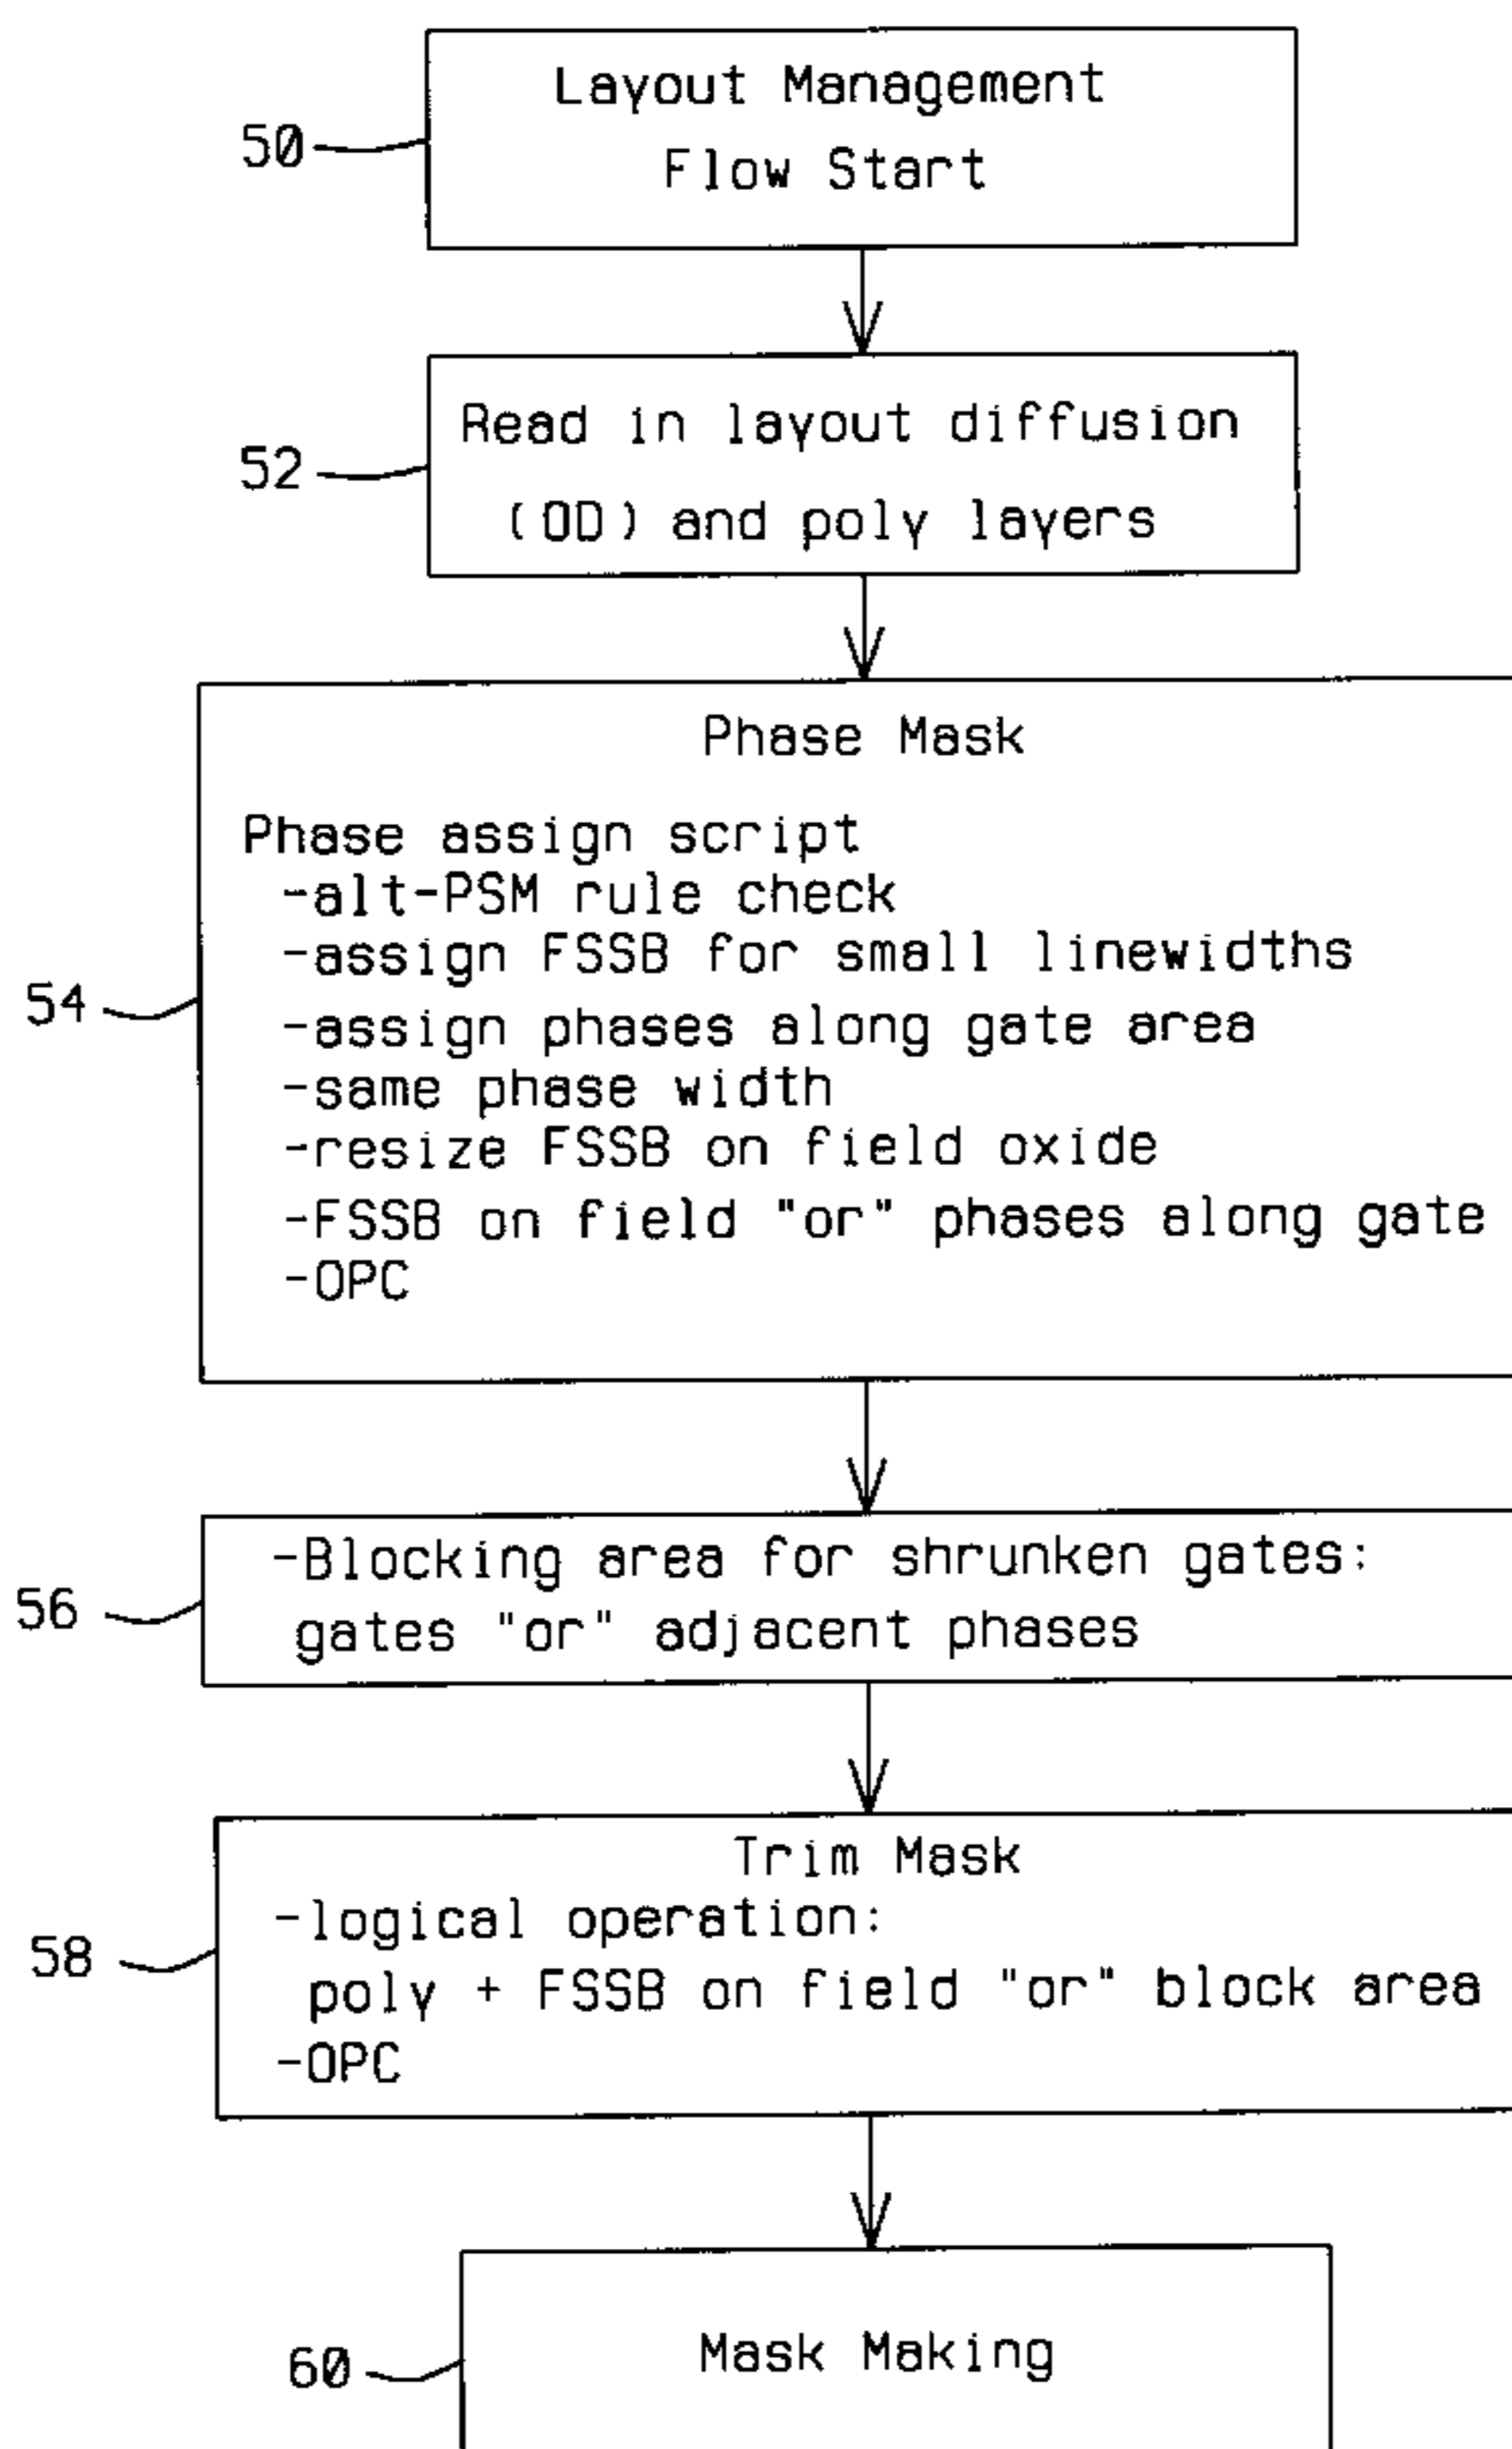 Layout Management
Flow Start
50
Read in layout diffusion
(OD) and poly layers
52
Phase Mask
Phase assign script
-alt-PSM rule check
-assign FSSB for small linewidths
-assign phases along gate area
-same phase width
-resize FSSB on field oxide
-FSSB on field "or" phases along gate
-OPC
54
-Blocking area for shrunken gates:
gates "or" adjacent phases
56
Trim Mask
-logical operation:
poly + FSSB on field "or" block area
-OPC
58
Mask Making
60